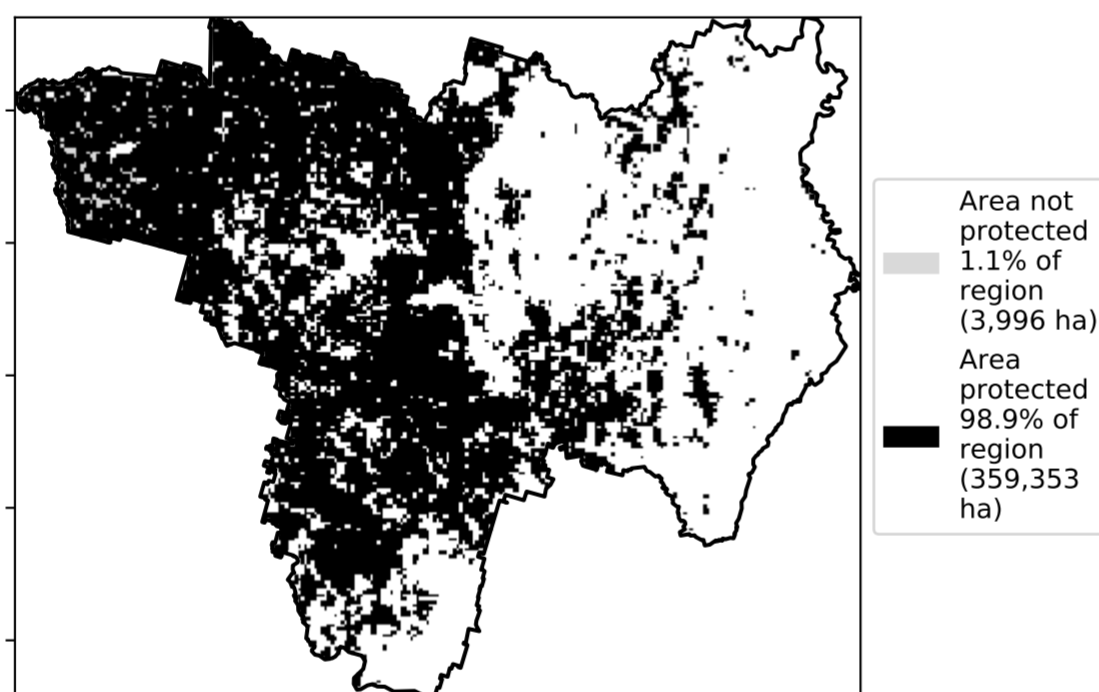 Area not
protected
1.1% of
region
(3,996 ha)
Area
protected
98.9% of
region
(359,353
ha)